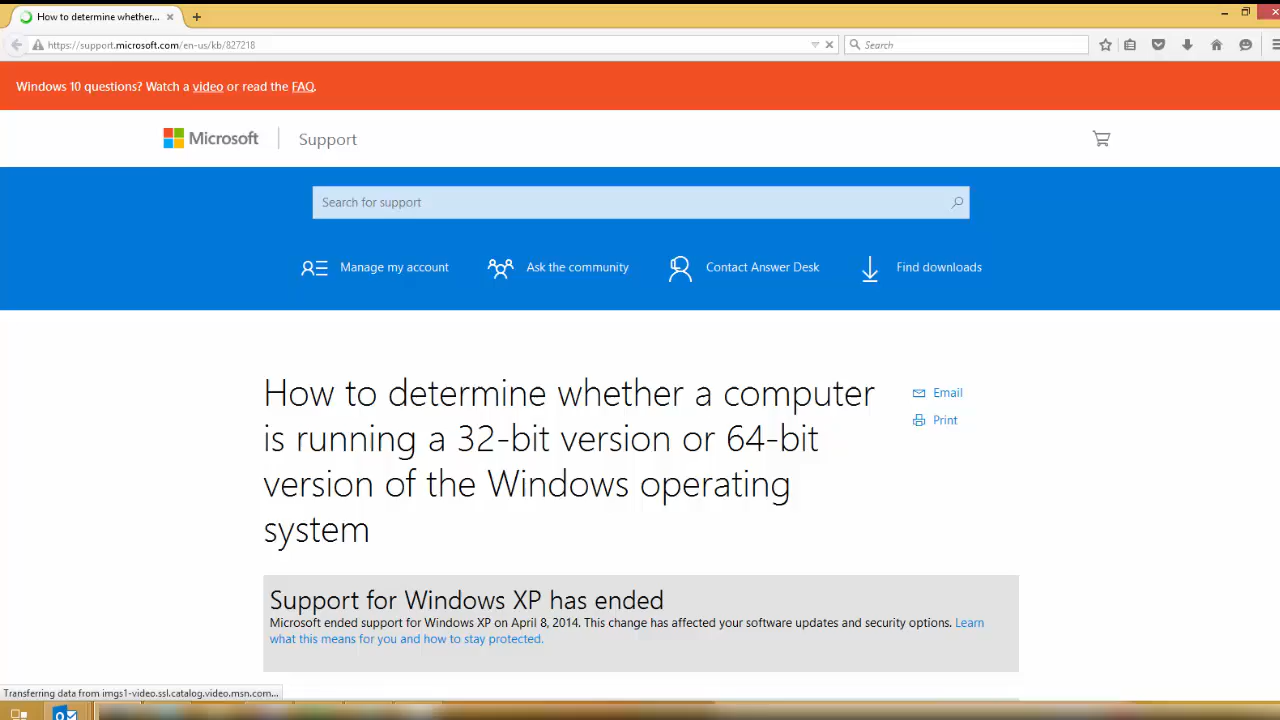 How to determine whether...
https://support.microsoft.com/en-us/kb/827218
Search
Windows 10 questions? Watch a video or read the FAQ.
Microsoft
Support
Search for support
Manage my account
Ask the community
Contact Answer Desk
Find downloads
How to determine whether a computer
is running a 32-bit version or 64-bit
version of the Windows operating
system
Email
Print
Support for Windows XP has ended
Microsoft ended support for Windows XP on April 8, 2014. This change has affected your software updates and security options. Learn
what this means for you and how to stay protected.
Transferring data from imgs1-video.ssl.catalog.video.msn.com...